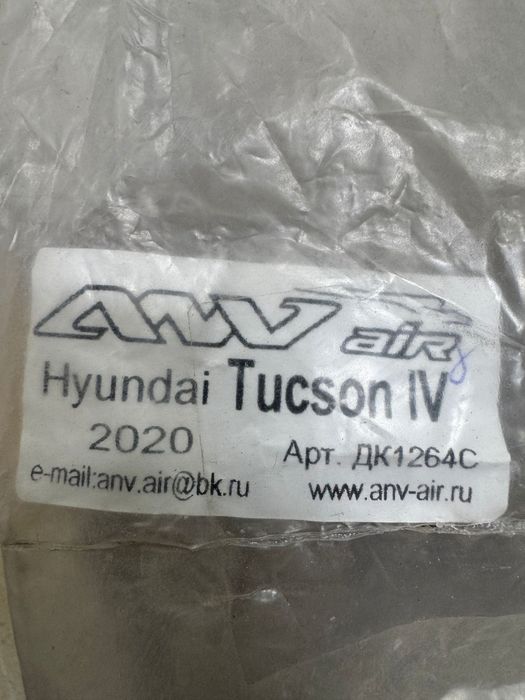 ANV air
Hyundai Tucson IV
2020 Арт. ДК1264С
e-mail:anv.air@bk.ru www.anv-air.ru